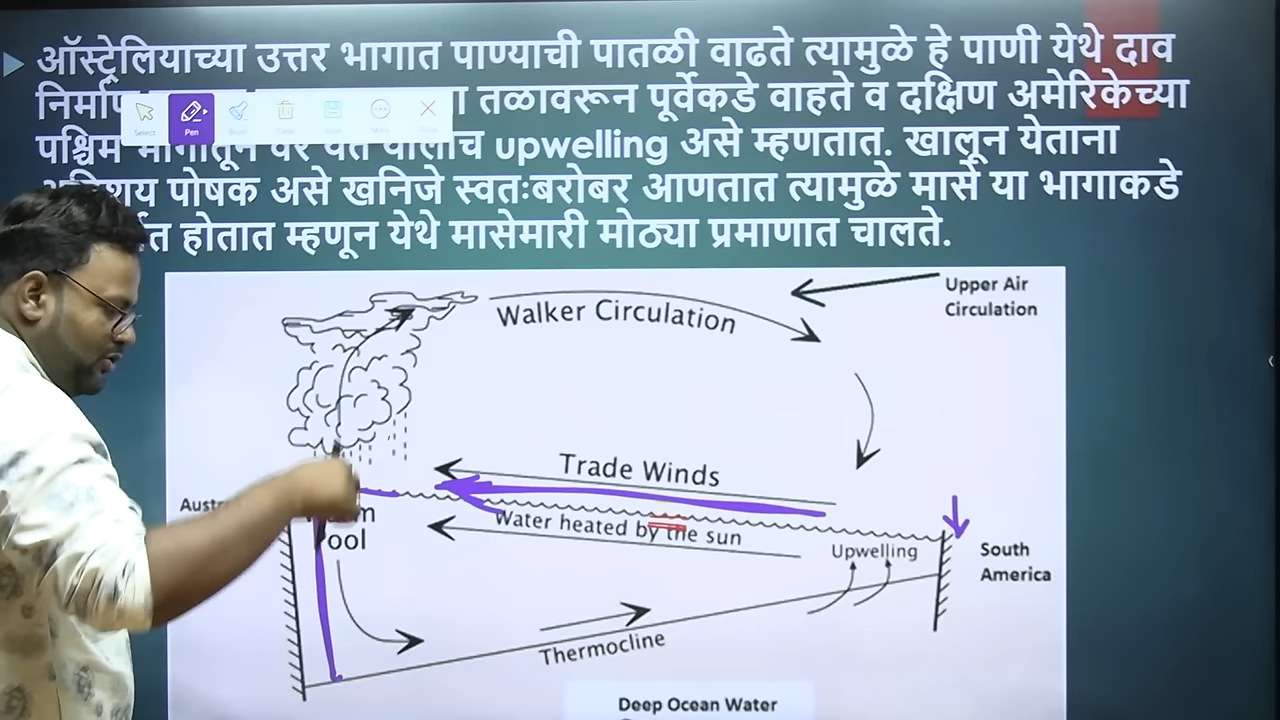 ऑस्ट्रेलियाच्या उत्तर भागात पाण्याची पातळी वाढते त्यामुळे हे पाणी येथे दाव
तळावरून पूर्वेकडे वाहते व दक्षिण अमेरिकेच्या
पश्चिम upwelling असे म्हणतात. खालून येताना
पोषक असे खनिजे स्वतःबरोबर आणतात त्यामुळे मासे या भागाकडे
होतात म्हणून येथे मासेमारी मोठ्या प्रमाणात चालते.
Select Pen
Upper Air
Circulation
Walker Circulation
Trade Winds
Water heated by the sun
Upwelling
South
America
Thermocline
Deep Ocean Water